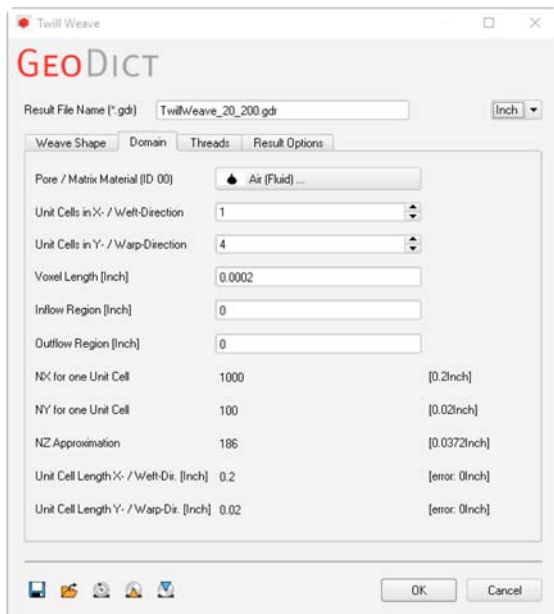 Twill Weave
GEODICT
Result File Name (*.gdr) TwillWeave_20_200.gdr Inch
Weave Shape Domain Threads Result Options
Pore / Matrix Material (ID 00) Air (Fluid) ...
Unit Cells in X- / Weft-Direction 1
Unit Cells in Y- / Warp-Direction 4
Voxel Length [Inch] 0.0002
Inflow Region [Inch] 0
Outflow Region [Inch] 0
NX for one Unit Cell 1000 [0.2Inch]
NY for one Unit Cell 100 [0.02Inch]
NZ Approximation 186 [0.0372Inch]
Unit Cell Length X- / Weft-Dir. [Inch] 0.2 [error: 0Inch]
Unit Cell Length Y- / Warp-Dir. [Inch] 0.02 [error: 0Inch]
OK Cancel